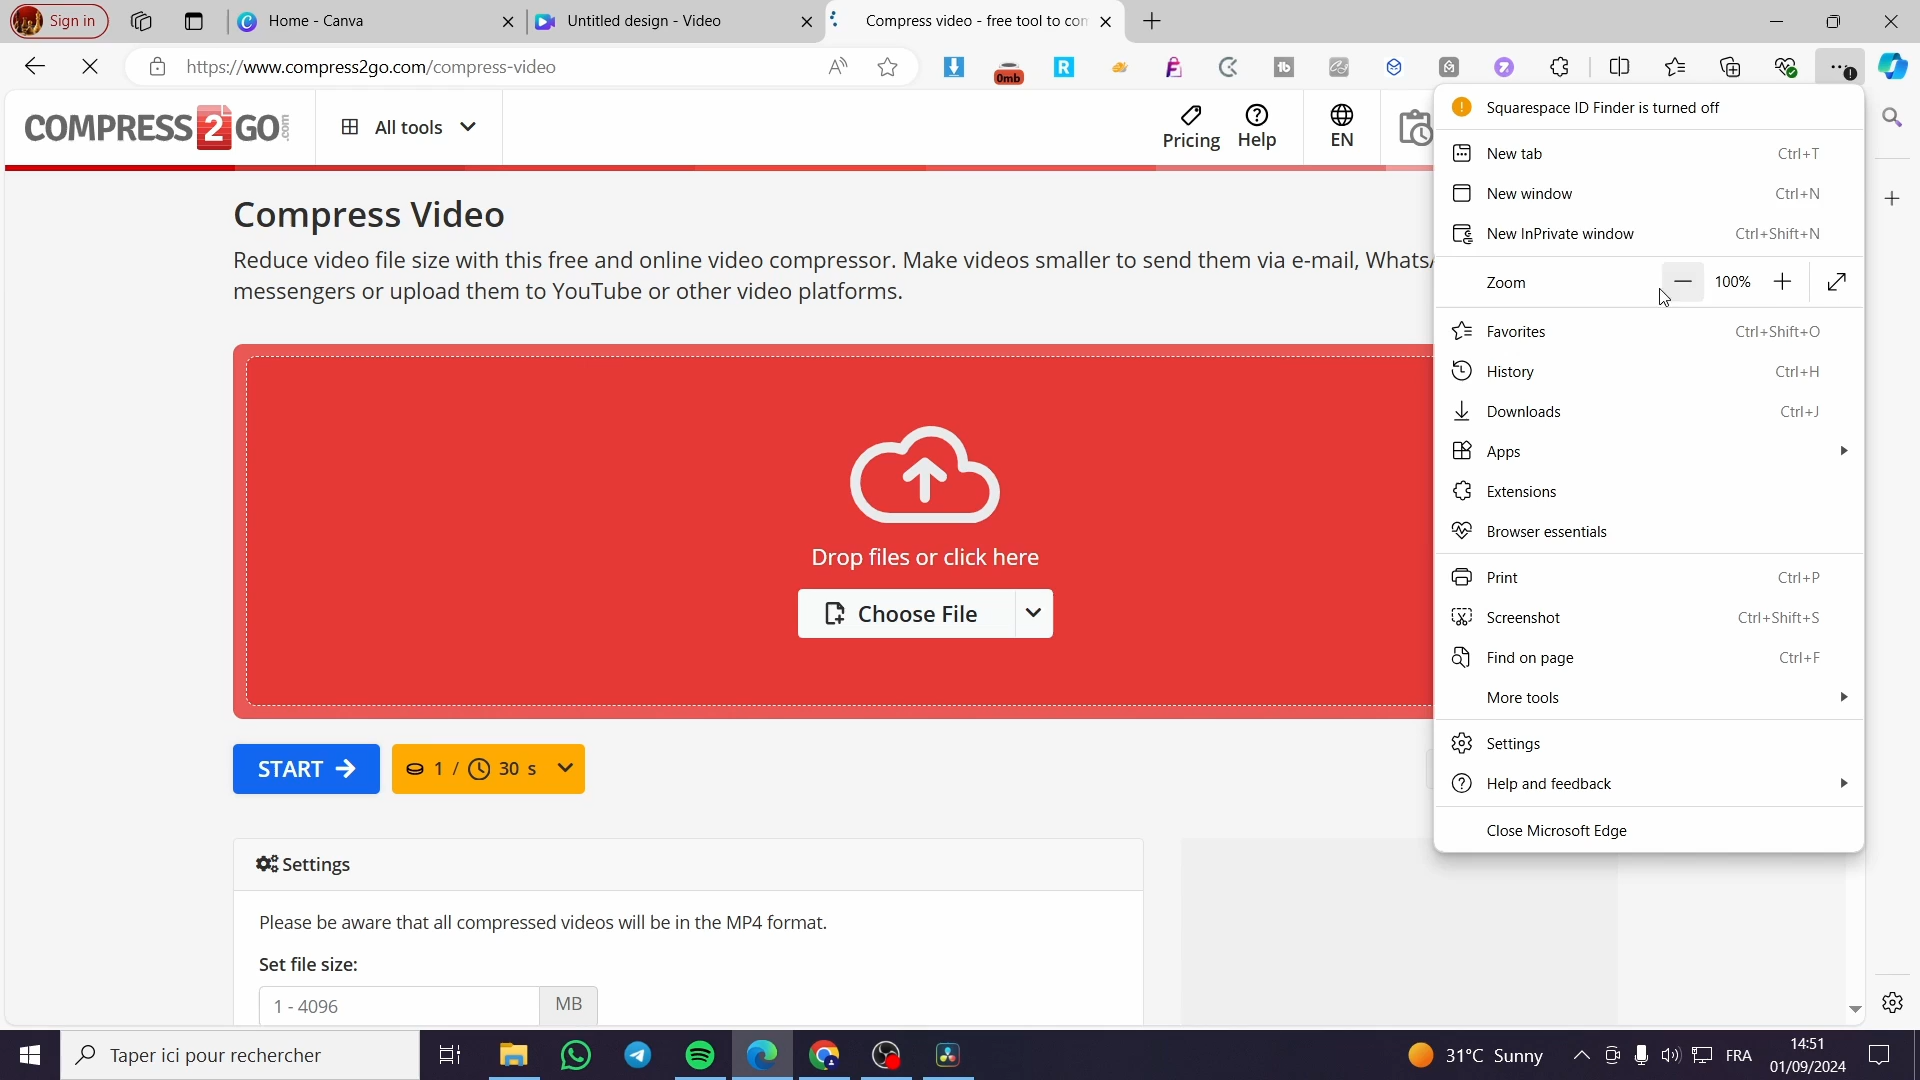 Sign in
Home - Canva
Untitled design - Video
Compress video - free tool to con
https://www.compress2go.com/compress-video
0mb
COMPRESS2GO.com
All tools
Pricing
Help
EN
Compress Video
Reduce video file size with this free and online video compressor. Make videos smaller to send them via e-mail, WhatsA
messengers or upload them to YouTube or other video platforms.
Drop files or click here
Choose File
START
1 / 30 s
Settings
Please be aware that all compressed videos will be in the MP4 format.
Set file size:
1 - 4096
MB
Squarespace ID Finder is turned off
New tab Ctrl+T
New window Ctrl+N
New InPrivate window Ctrl+Shift+N
Zoom 100%
Favorites Ctrl+Shift+O
History Ctrl+H
Downloads Ctrl+J
Apps
Extensions
Browser essentials
Print Ctrl+P
Screenshot Ctrl+Shift+S
Find on page Ctrl+F
More tools
Settings
Help and feedback
Close Microsoft Edge
Taper ici pour rechercher
31°C Sunny
FRA
14:51
01/09/2024